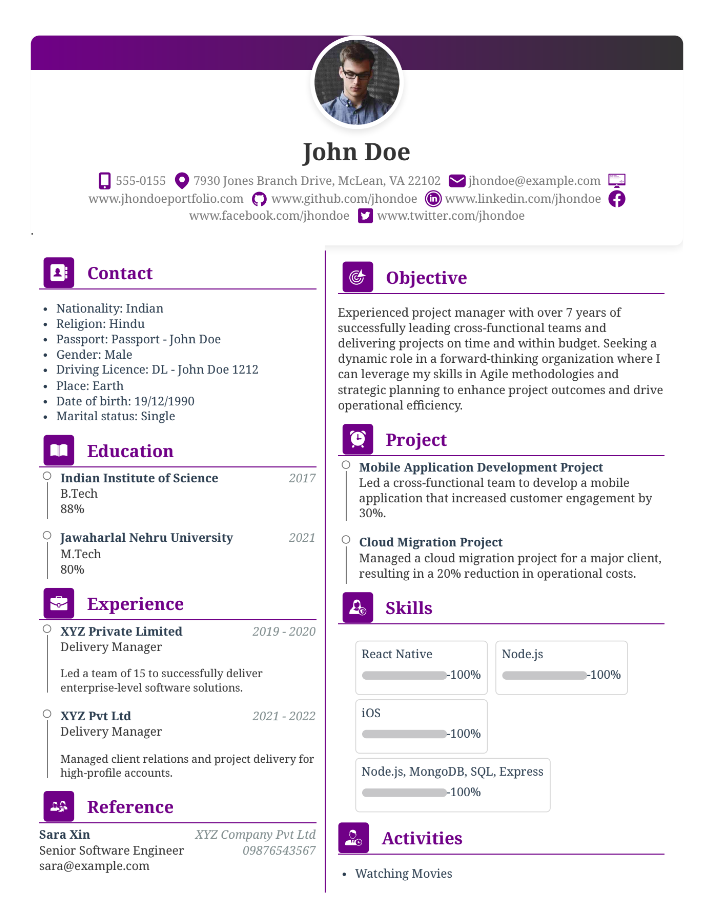 John Doe
555-0155 7930 Jones Branch Drive, McLean, VA 22102 jhondoe@example.com
www.jhondoeportfolio.com www.github.com/jhondoe www.linkedin.com/jhondoe
www.facebook.com/jhondoe www.twitter.com/jhondoe
.
Contact
• Nationality: Indian
• Religion: Hindu
• Passport: Passport - John Doe
• Gender: Male
• Driving Licence: DL - John Doe 1212
• Place: Earth
• Date of birth: 19/12/1990
• Marital status: Single
Education
Indian Institute of Science 2017
B.Tech
88%
Jawaharlal Nehru University 2021
M.Tech
80%
Experience
XYZ Private Limited 2019 - 2020
Delivery Manager
Led a team of 15 to successfully deliver
enterprise-level software solutions.
XYZ Pvt Ltd 2021 - 2022
Delivery Manager
Managed client relations and project delivery for
high-profile accounts.
Reference
Sara Xin XYZ Company Pvt Ltd
Senior Software Engineer 09876543567
sara@example.com
Objective
Experienced project manager with over 7 years of
successfully leading cross-functional teams and
delivering projects on time and within budget. Seeking a
dynamic role in a forward-thinking organization where I
can leverage my skills in Agile methodologies and
strategic planning to enhance project outcomes and drive
operational efficiency.
Project
Mobile Application Development Project
Led a cross-functional team to develop a mobile
application that increased customer engagement by
30%.
Cloud Migration Project
Managed a cloud migration project for a major client,
resulting in a 20% reduction in operational costs.
Skills
React Native Node.js
-100% -100%
iOS
-100%
Node.js, MongoDB, SQL, Express
-100%
Activities
• Watching Movies